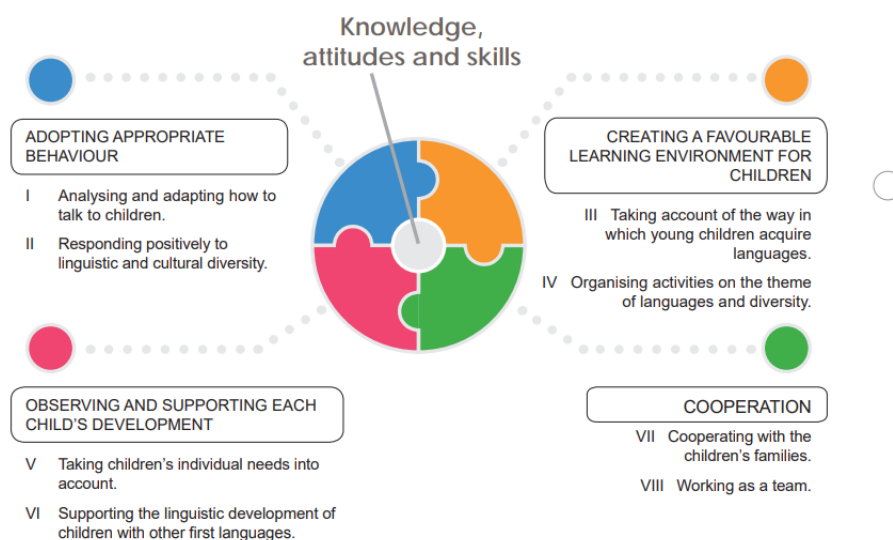 Knowledge,
attitudes and skills
ADOPTING APPROPRIATE
BEHAVIOUR
I Analysing and adapting how to
talk to children.
II Responding positively to
linguistic and cultural diversity.
CREATING A FAVOURABLE
LEARNING ENVIRONMENT FOR
CHILDREN
III Taking account of the way in
which young children acquire
languages.
IV Organising activities on the theme
of languages and diversity.
OBSERVING AND SUPPORTING EACH
CHILD'S DEVELOPMENT
V Taking children's individual needs into
account.
VI Supporting the linguistic development of
children with other first languages.
COOPERATION
VII Cooperating with the
children's families.
VIII Working as a team.